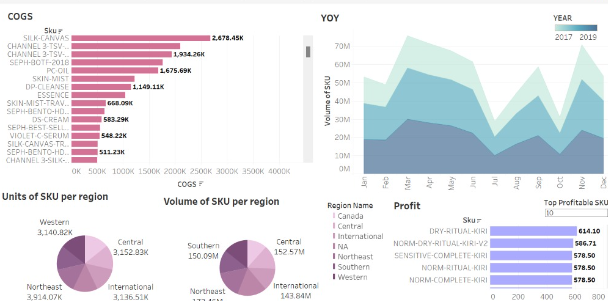 COGS
Sku
SILK-CANVAS
2,678.45K
CHANNEL 3-TSV-..
CHANNEL 3-TSV-..
1,934.26K
SEPH-BOTF-2018
PC-OIL
1,675.69K
SKIN-MIST
DP-CLEANSE
1,149.11K
ESSENCE
SKIN-MIST-TRAV..
668.09K
SEPH-BENTO-HD..
DS-CREAM
583.29K
SEPH-BEST-SELL..
VIOLET-C-SERUM
548.22K
SILK-CANVAS-TR..
SEPH-BENTO-HD..
511.23K
CHANNEL 3-SILK-..
0K 500K 1000K 1500K 2000K 2500K 3000K 3500K 4000K
COGS
YOY
YEAR
2017 2019
Volume of SKU
70M
60M
50M
40M
30M
20M
10M
0M
Jan Feb Mar Apr May Jun Jul Aug Sep Oct Nov Dec
Units of SKU per region
Western
3,140.82K
Central
3,152.83K
Northeast
3,914.07K
International
3,136.51K
Volume of SKU per region
Southern
150.09M
Central
152.57M
Northeast
International
143.84M
Region Name
Canada
Central
International
NA
Northeast
Southern
Western
Profit
Top Profitable SKU
10
Sku
DRY-RITUAL-KIRI
614.10
NORM-DRY-RITUAL-KIRI-V2
586.71
SENSITIVE-COMPLETE-KIRI
578.50
NORM-RITUAL-KIRI
578.50
NORM-COMPLETE-KIRI
578.50
0 200 400 600 800